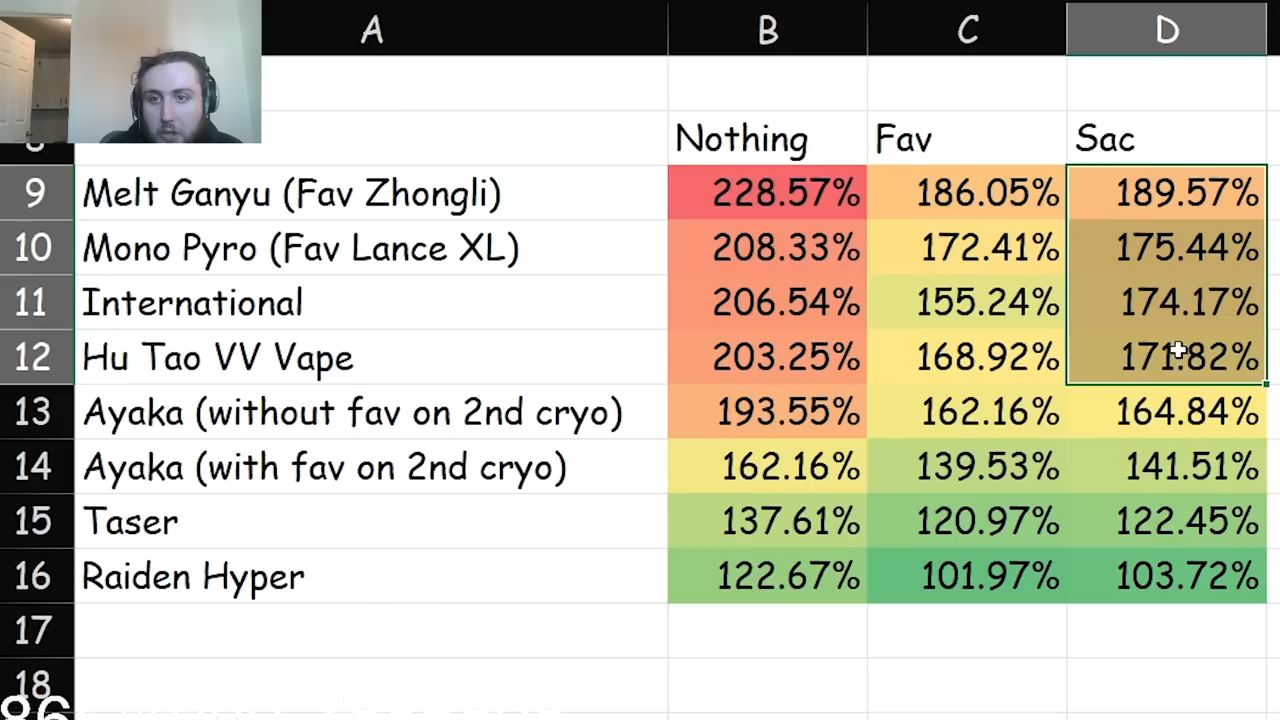 A B C D
Nothing Fav Sac
9 Melt Ganyu (Fav Zhongli) 228.57% 186.05% 189.57%
10 Mono Pyro (Fav Lance XL) 208.33% 172.41% 175.44%
11 International 206.54% 155.24% 174.17%
12 Hu Tao VV Vape 203.25% 168.92% 171.82%
13 Ayaka (without fav on 2nd cryo) 193.55% 162.16% 164.84%
14 Ayaka (with fav on 2nd cryo) 162.16% 139.53% 141.51%
15 Taser 137.61% 120.97% 122.45%
16 Raiden Hyper 122.67% 101.97% 103.72%
17
18
86